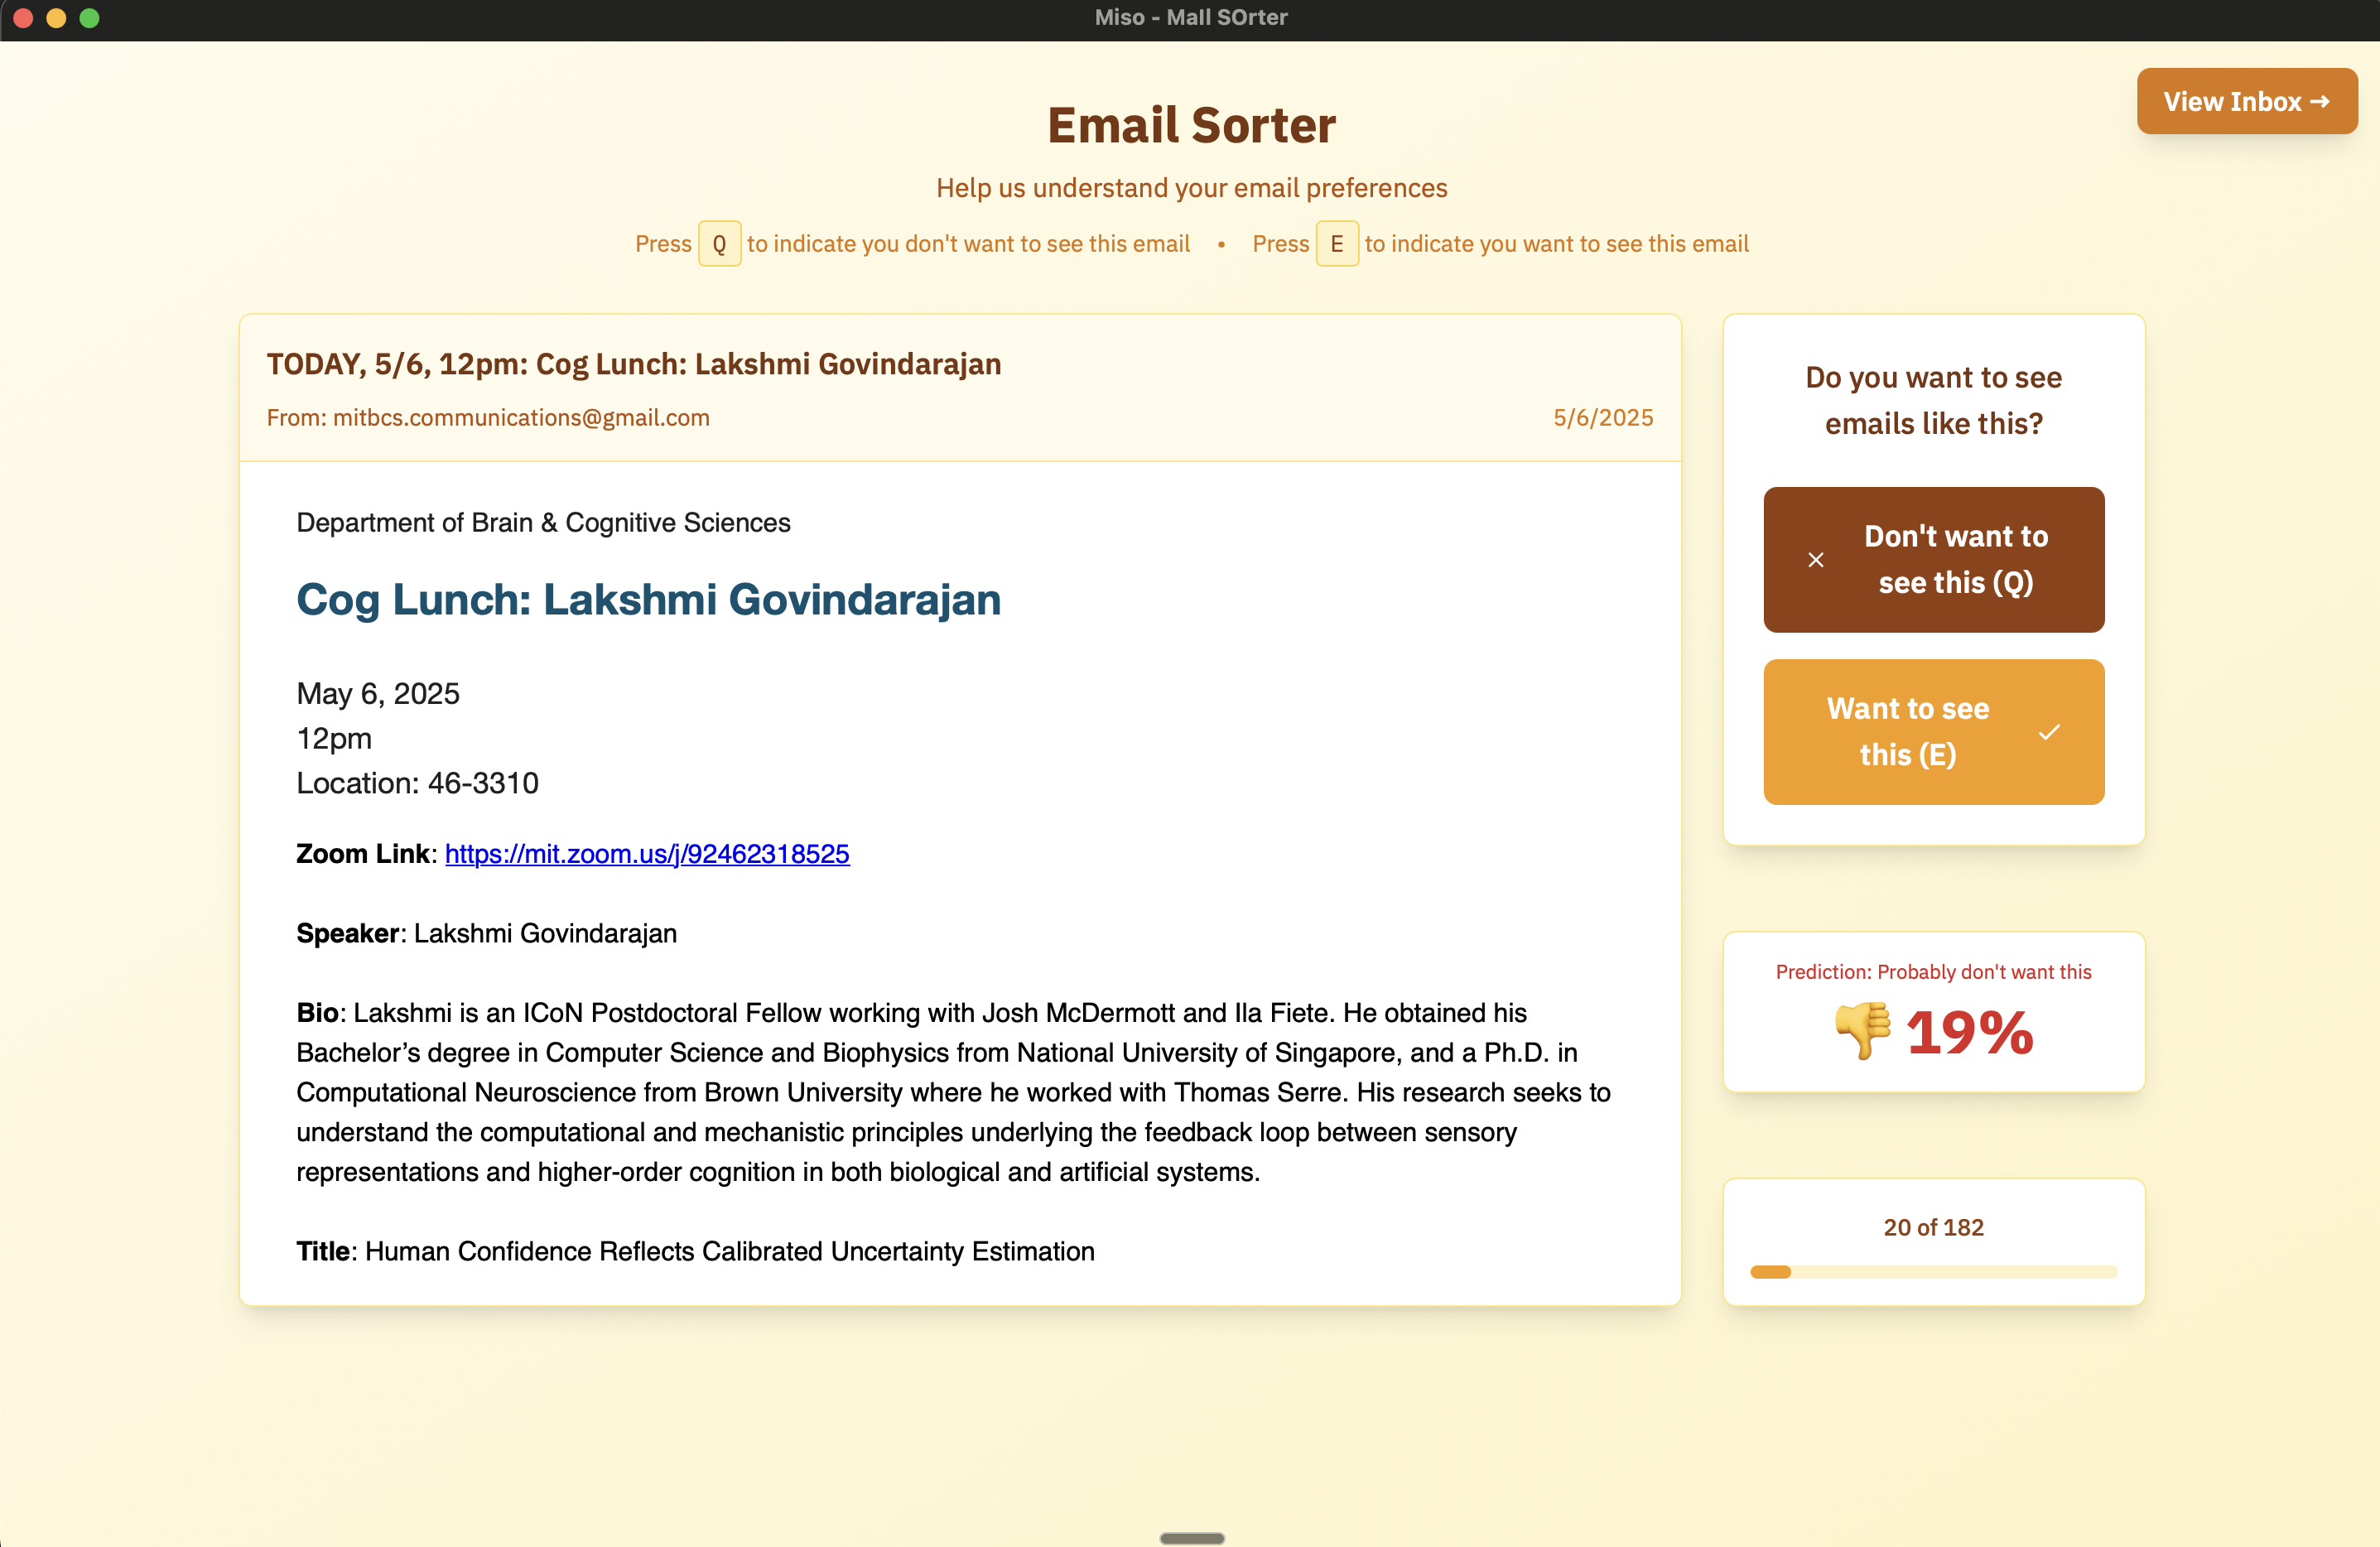 Miso - MaIl SOrter
View Inbox →
Email Sorter
Help us understand your email preferences
Press Q to indicate you don't want to see this email • Press E to indicate you want to see this email
TODAY, 5/6, 12pm: Cog Lunch: Lakshmi Govindarajan
From: mitbcs.communications@gmail.com
5/6/2025
Department of Brain & Cognitive Sciences
Cog Lunch: Lakshmi Govindarajan
May 6, 2025
12pm
Location: 46-3310
Zoom Link: https://mit.zoom.us/j/92462318525
Speaker: Lakshmi Govindarajan
Bio: Lakshmi is an ICoN Postdoctoral Fellow working with Josh McDermott and Ila Fiete. He obtained his
Bachelor’s degree in Computer Science and Biophysics from National University of Singapore, and a Ph.D. in
Computational Neuroscience from Brown University where he worked with Thomas Serre. His research seeks to
understand the computational and mechanistic principles underlying the feedback loop between sensory
representations and higher-order cognition in both biological and artificial systems.
Title: Human Confidence Reflects Calibrated Uncertainty Estimation
Do you want to see
emails like this?
Don't want to
see this (Q)
Want to see
this (E)
Prediction: Probably don't want this
👎 19%
20 of 182